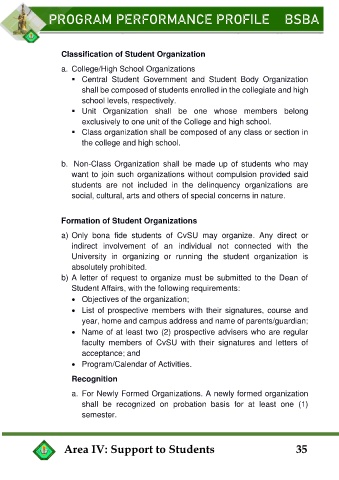 PROGRAM PERFORMANCE PROFILE BSBA
Classification of Student Organization
a. College/High School Organizations
▪ Central Student Government and Student Body Organization
shall be composed of students enrolled in the collegiate and high
school levels, respectively.
▪ Unit Organization shall be one whose members belong
exclusively to one unit of the College and high school.
▪ Class organization shall be composed of any class or section in
the college and high school.
b. Non-Class Organization shall be made up of students who may
want to join such organizations without compulsion provided said
students are not included in the delinquency organizations are
social, cultural, arts and others of special concerns in nature.
Formation of Student Organizations
a) Only bona fide students of CvSU may organize. Any direct or
indirect involvement of an individual not connected with the
University in organizing or running the student organization is
absolutely prohibited.
b) A letter of request to organize must be submitted to the Dean of
Student Affairs, with the following requirements:
• Objectives of the organization;
• List of prospective members with their signatures, course and
year, home and campus address and name of parents/guardian;
• Name of at least two (2) prospective advisers who are regular
faculty members of CvSU with their signatures and letters of
acceptance; and
• Program/Calendar of Activities.
Recognition
a. For Newly Formed Organizations. A newly formed organization
shall be recognized on probation basis for at least one (1)
semester.
Area IV: Support to Students 35